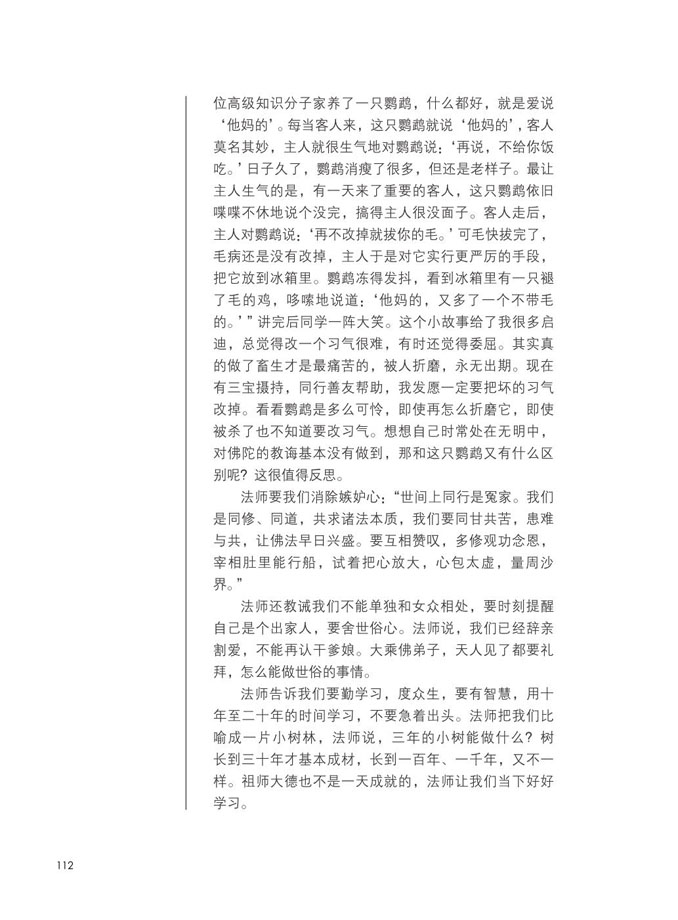 位高级知识分子家养了一只鹦鹉，什么都好，就是爱说
‘他妈的’。每当客人来，这只鹦鹉就说‘他妈的’，客人
莫名其妙，主人就很生气地对鹦鹉说：‘再说，不给你饭
吃。’日子久了，鹦鹉消瘦了很多，但还是老样子。最让
主人生气的是，有一天来了重要的客人，这只鹦鹉依旧
喋喋不休地说个没完，搞得主人很没面子。客人走后，
主人对鹦鹉说：‘再不改掉就拔你的毛。’可毛快拔完了，
毛病还是没有改掉，主人于是对它实行更严厉的手段，
把它放到冰箱里。鹦鹉冻得发抖，看到冰箱里有一只褪
了毛的鸡，哆嗦地说道：‘他妈的，又多了一个不带毛
的。’”讲完后同学一阵大笑。这个小故事给了我很多启
迪，总觉得改一个习气很难，有时还觉得委屈。其实真
的做了畜生才是最痛苦的，被人折磨，永无出期。现在
有三宝摄持，同行善友帮助，我发愿一定要把坏的习气
改掉。看看鹦鹉是多么可怜，即使再怎么折磨它，即使
被杀了也不知道要改习气。想想自己时常处在无明中，
对佛陀的教诲基本没有做到，那和这只鹦鹉又有什么区
别呢？这很值得反思。
法师要我们消除嫉妒心：“世间上同行是冤家。我们
是同修、同道，共求诸法本质，我们要同甘共苦，患难
与共，让佛法早日兴盛。要互相赞叹，多修观功念恩，
宰相肚里能行船，试着把心放大，心包太虚，量周沙
界。”
法师还教诫我们不能单独和女众相处，要时刻提醒
自己是个出家人，要舍世俗心。法师说，我们已经辞亲
割爱，不能再认干爹娘。大乘佛弟子，天人见了都要礼
拜，怎么能做世俗的事情。
法师告诉我们要勤学习，度众生，要有智慧，用十
年至二十年的时间学习，不要急着出头。法师把我们比
喻成一片小树林，法师说，三年的小树能做什么？树
长到三十年才基本成材，长到一百年、一千年，又不一
样。祖师大德也不是一天成就的，法师让我们当下好好
学习。
112